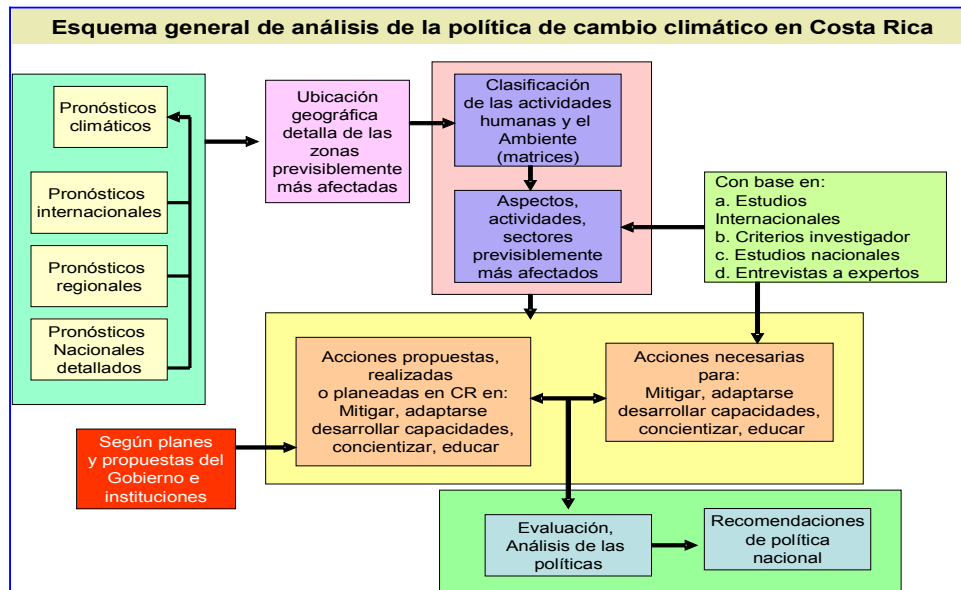 Esquema general de análisis de la política de cambio climático en Costa Rica
Pronósticos
climáticos
Pronósticos
internacionales
Pronósticos
regionales
Pronósticos
Nacionales
detallados
Ubicación
geográfica
detalla de las
zonas
previsiblemente
más afectadas
Clasificación
de las actividades
humanas y el
Ambiente
(matrices)
Aspectos,
actividades,
sectores
previsiblemente
más afectados
Con base en:
a. Estudios
Internacionales
b. Criterios investigador
c. Estudios nacionales
d. Entrevistas a expertos
Acciones propuestas,
realizadas
o planeadas en CR en:
Mitigar, adaptarse
desarrollar capacidades,
concientizar, educar
Acciones necesarias
para:
Mitigar, adaptarse
desarrollar capacidades,
concientizar, educar
Según planes
y propuestas del
Gobierno e
instituciones
Evaluación,
Análisis de las
políticas
Recomendaciones
de política
nacional